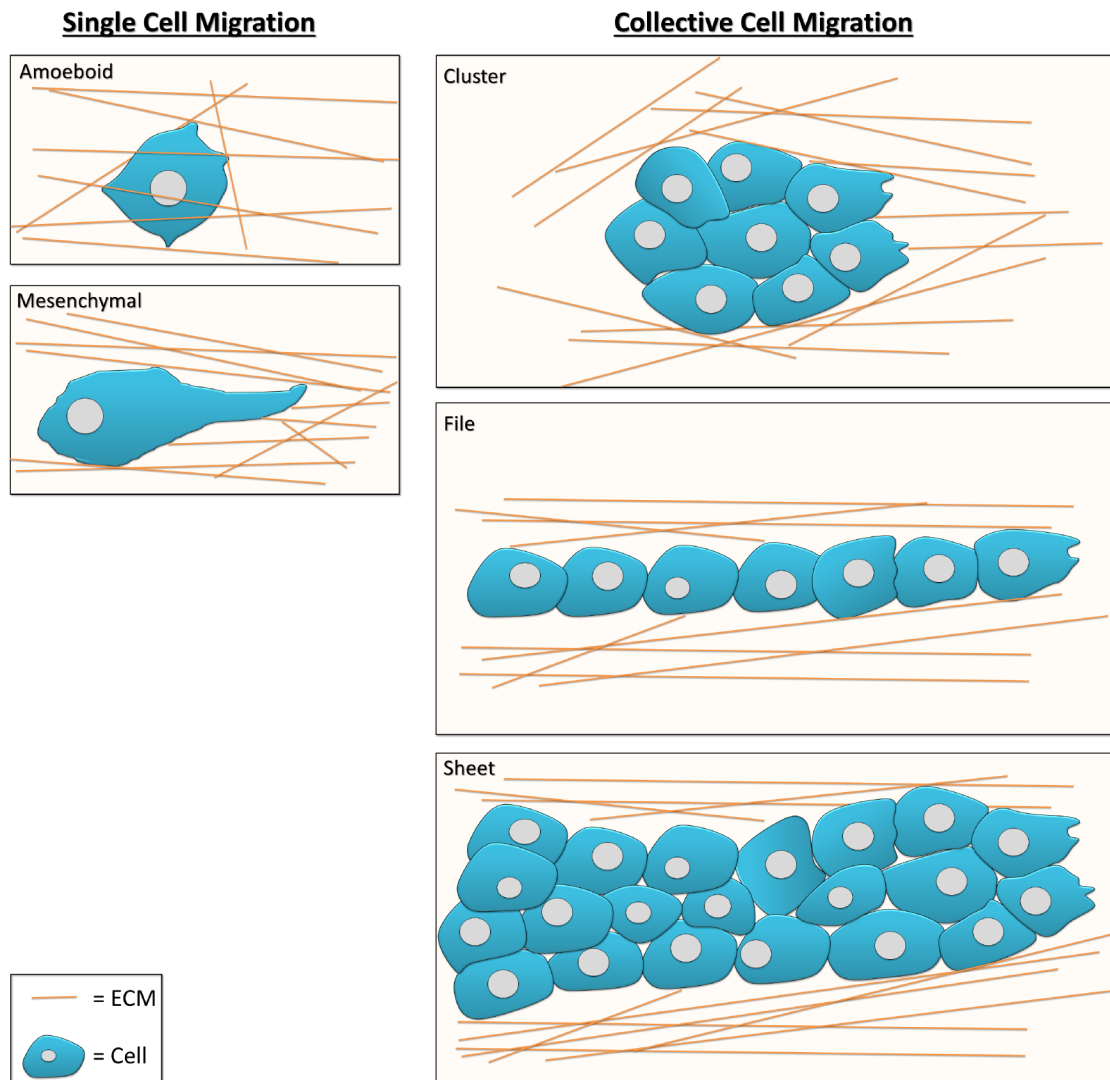 Single Cell Migration
Amoeboid
Mesenchymal
Collective Cell Migration
Cluster
File
Sheet
= ECM
= Cell